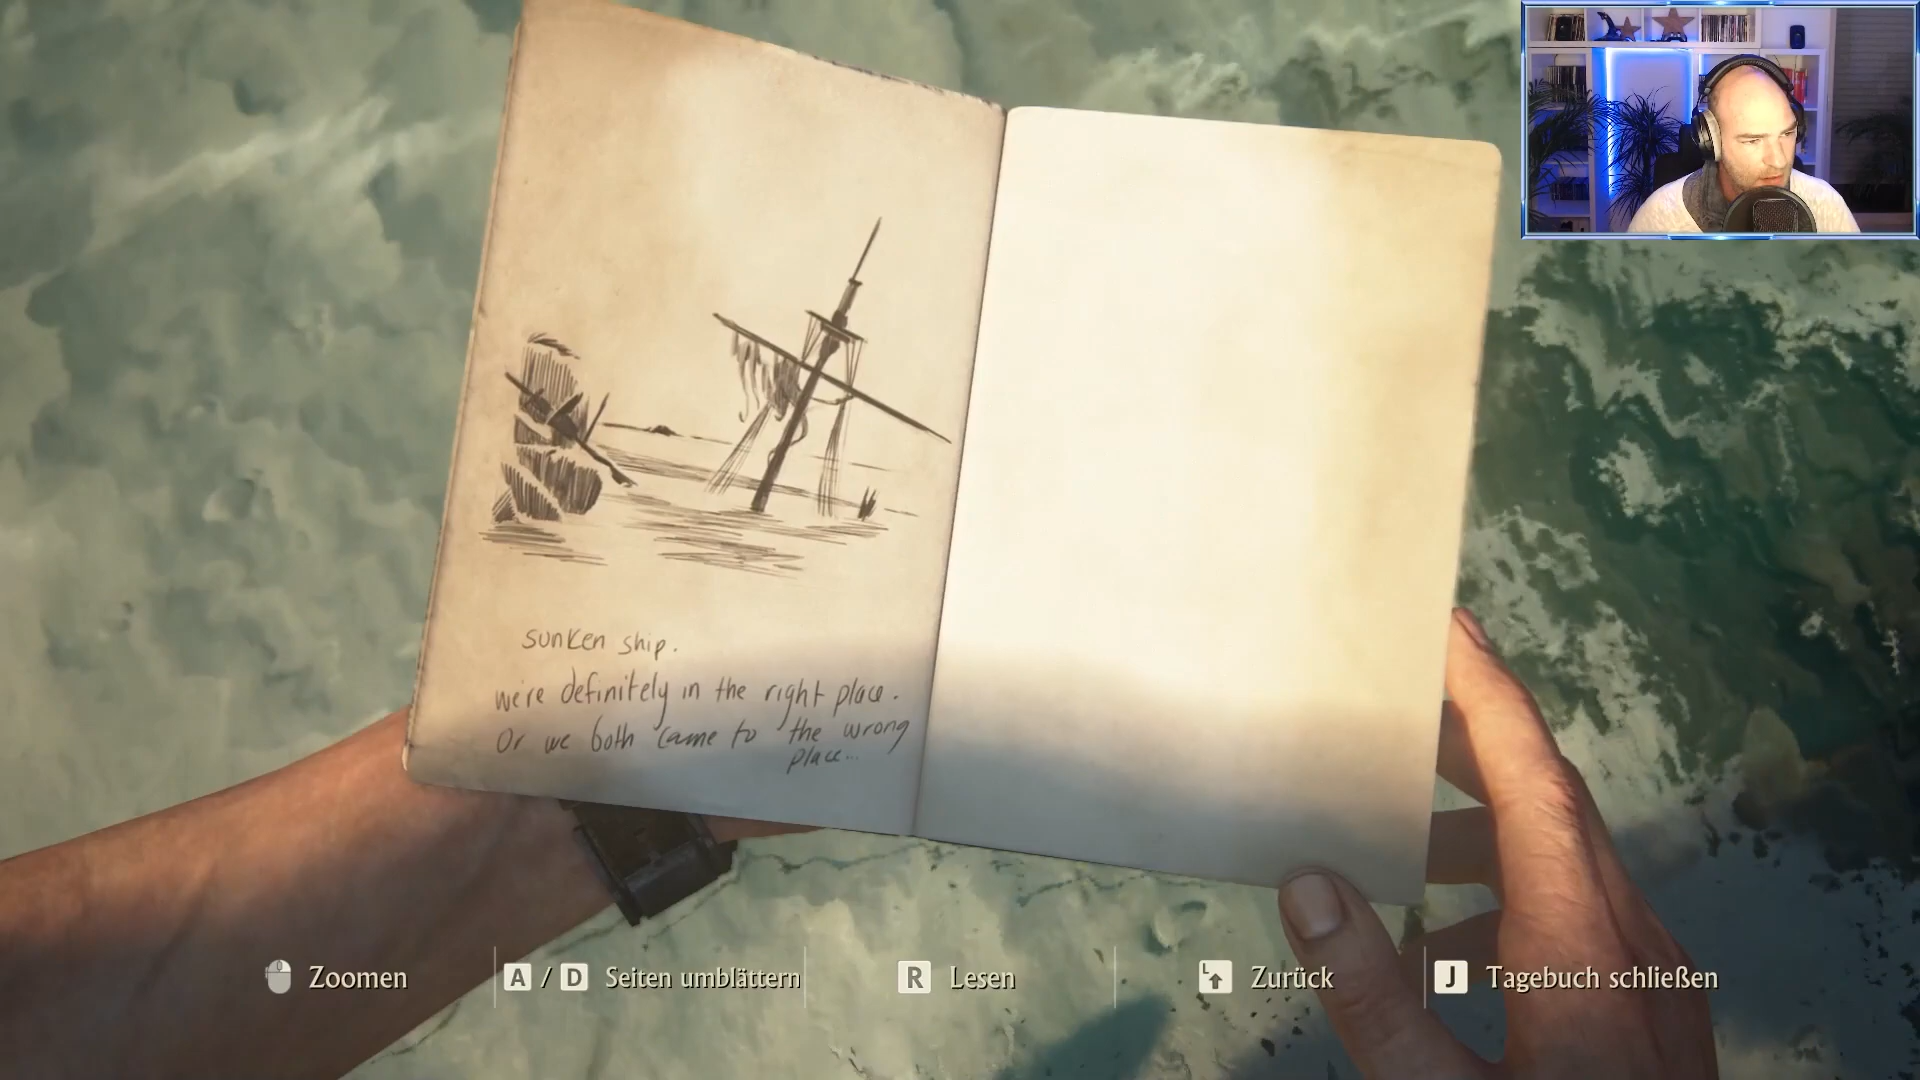 sunken ship.
we're definitely in the right place.
Or we both came to the wrong
place...
Zoomen
A / D Seiten umblättern
R Lesen
L Zurück
J Tagebuch schließen